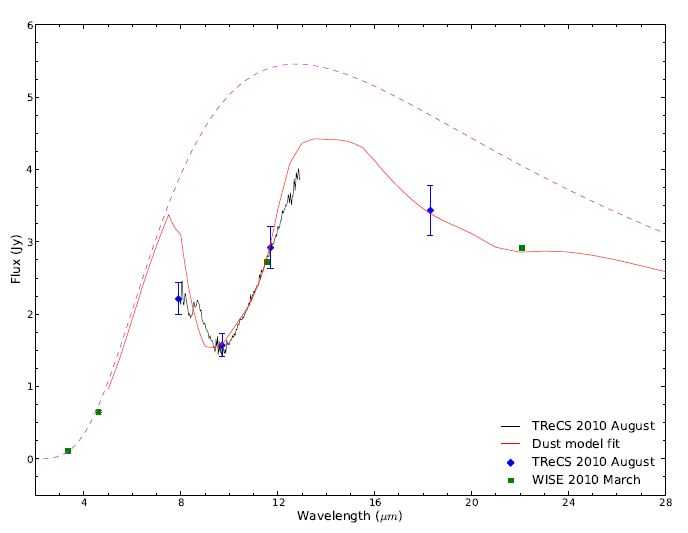 6
5
4
3
2
1
0
Flux (Jy)
4 8 12 16 20 24 28
Wavelength (μm)
TReCS 2010 August
Dust model fit
TReCS 2010 August
WISE 2010 March